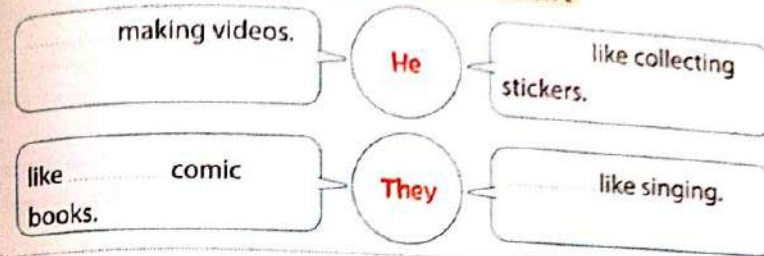 making videos.
He
like collecting
stickers.
like ............ comic
books.
They
............ like singing.